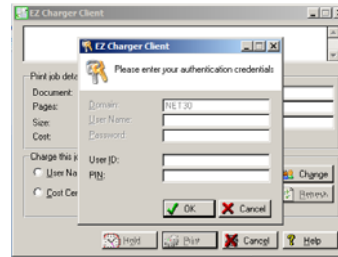 EZ Charger Client
EZ Charger Client
Please enter your authentication credentials
Print job deta
Document:
Pages:
Size:
Cost:
Domain: NET30
User Name:
Password:
User ID:
PIN:
Charge this jo
User Na
Cost Cen
Change
Refresh
OK Cancel
Hold Print Cancel Help